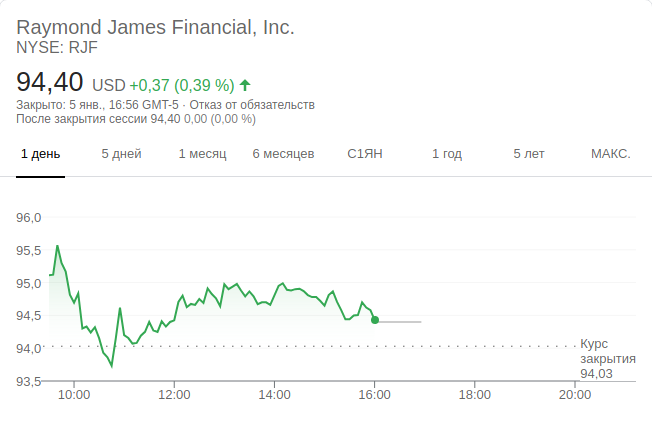 Raymond James Financial, Inc.
NYSE: RJF
94,40 USD +0,37 (0,39 %)
Закрыто: 5 янв., 16:56 GMT-5 · Отказ от обязательств
После закрытия сессии 94,40 0,00 (0,00 %)
1 день 5 дней 1 месяц 6 месяцев С1ЯН 1 год 5 лет МАКС.
96,0
95,5
95,0
94,5
94,0
93,5
Курс
закрытия
94,03
10:00 12:00 14:00 16:00 18:00 20:00